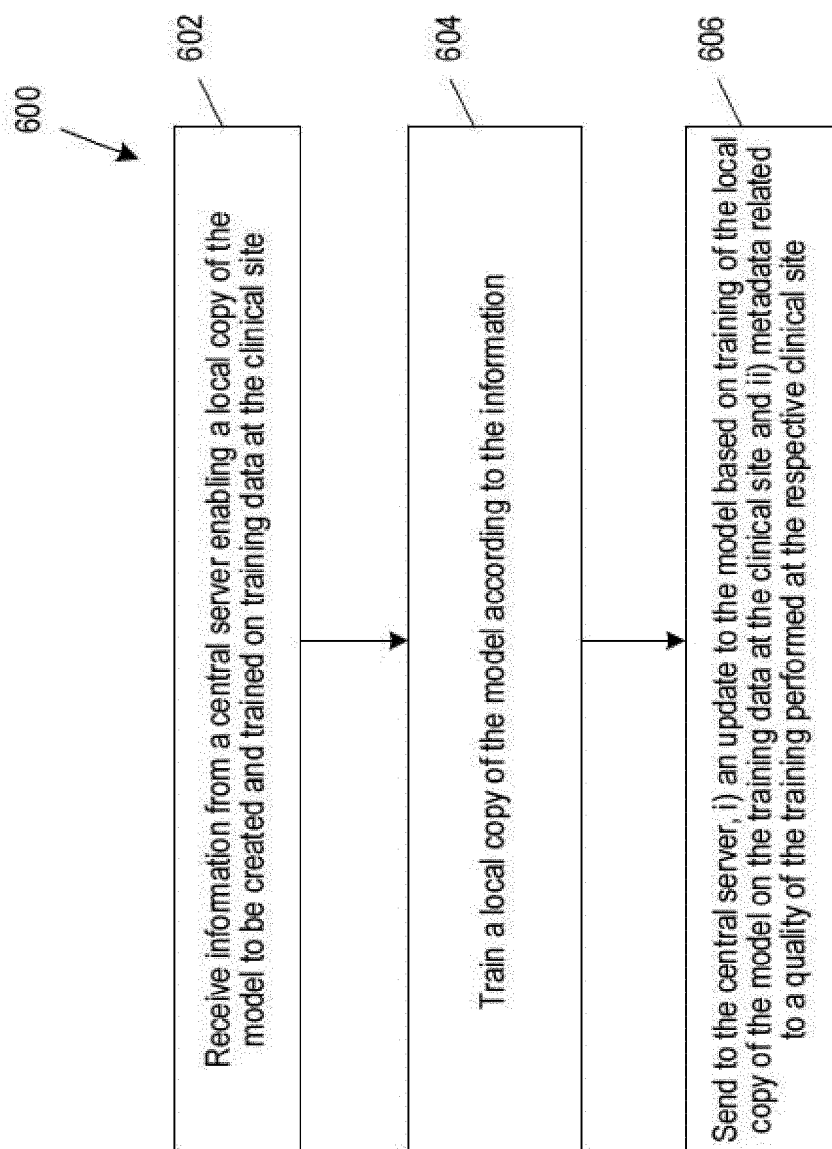 600
602
Receive information from a central server enabling a local copy of the
model to be created and trained on training data at the clinical site
604
Train a local copy of the model according to the information
606
Send to the central server, i) an update to the model based on training of the local
copy of the model on the training data at the clinical site and ii) metadata related
to a quality of the training performed at the respective clinical site